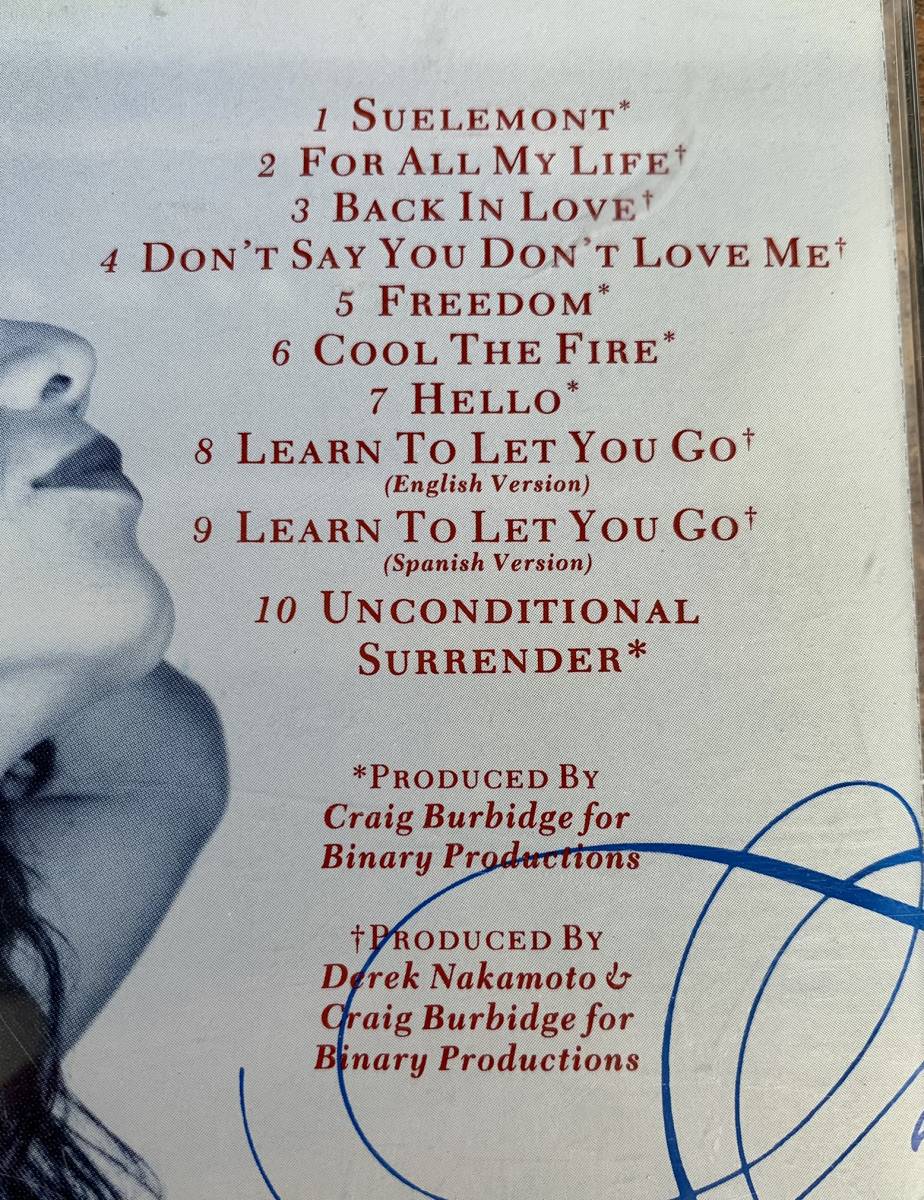 1 SUELEMONT*
2 FOR ALL MY LIFE†
3 BACK IN LOVE†
4 DON'T SAY YOU DON'T LOVE ME†
5 FREEDOM*
6 COOL THE FIRE*
7 HELLO*
8 LEARN TO LET YOU GO†
(English Version)
9 LEARN TO LET YOU GO†
(Spanish Version)
10 UNCONDITIONAL
SURRENDER*
*PRODUCED BY
Craig Burbidge for
Binary Productions
†PRODUCED BY
Derek Nakamoto &
Craig Burbidge for
Binary Productions